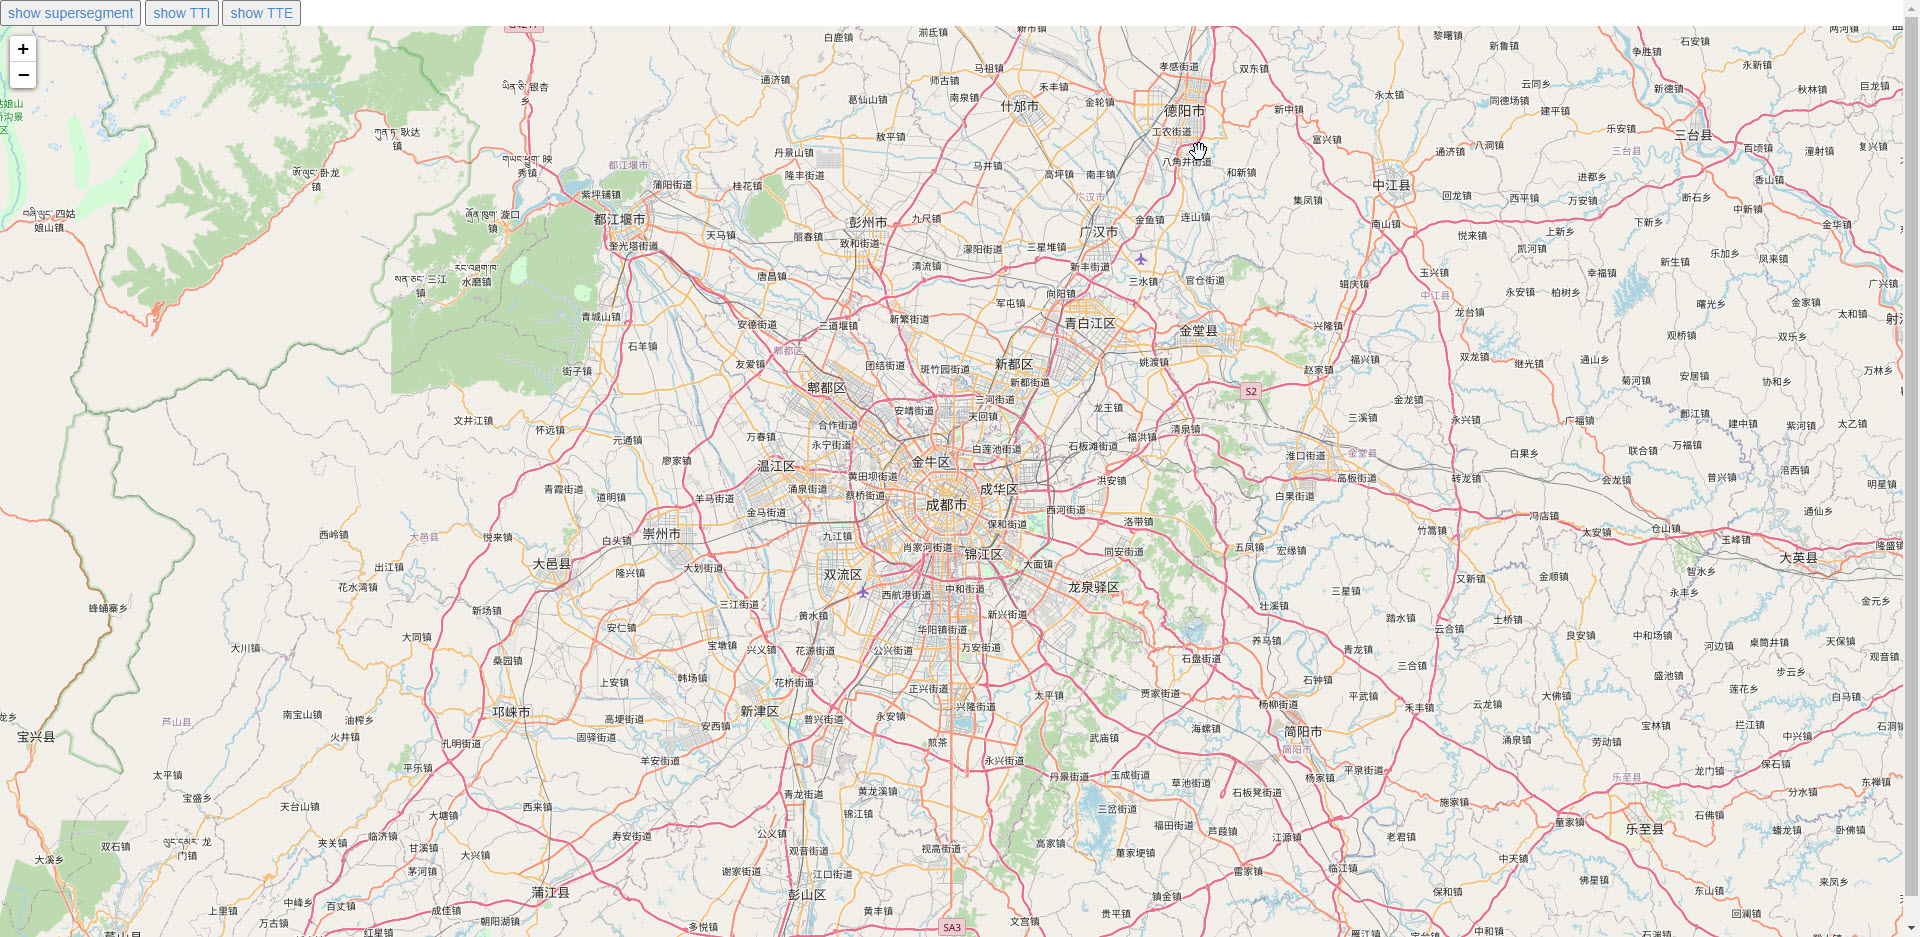 show supersegment
show TTI
show TTE
+
−
白鹿镇
湔氐镇
黎曙镇
新鲁镇
石安镇
争胜镇
永新镇
孝感街道
双东镇
马祖镇
师古镇
禾丰镇
通济镇
南泉镇
葛仙山镇
金轮镇
什邡市
德阳市
新中镇
永太镇
同德场镇
云同乡
建平镇
新德镇
秋林镇
巨龙镇
敖平镇
工农街道
富兴镇
乐安镇
三台县
耿达
镇
银杏
乡
丹景山镇
隆丰街道
马井镇
八角井街道
高坪镇
南丰镇
和新镇
通济镇
八洞镇
三台县
百顷镇
潼射镇
复兴镇
映
秀镇
卧龙
镇
都江堰市
蒲阳街道
桂花镇
紫坪铺镇
都江堰市
广汉市
中江县
回龙镇
西平镇
进都乡
万安镇
断石乡
香山镇
中新镇
四姑
娘山镇
漩口
镇
彭州市
九尺镇
金鱼镇
连山镇
集凤镇
南山镇
下新乡
金华镇
奎光塔街道
天马镇
丽春镇
致和街道
濛阳街道
三星堆镇
广汉市
悦来镇
上新乡
凯河镇
乐加乡
凤来镇
三江
镇
水磨镇
唐昌镇
清流镇
新丰街道
三水镇
官仓街道
辑庆镇
玉兴镇
中江县
永安镇
柏树乡
幸福镇
新生镇
曙光乡
金家镇
广兴镇
青城山镇
安德街道
三道堰镇
新繁街道
军屯镇
向阳镇
青白江区
金堂县
兴隆镇
龙台镇
观桥镇
双乐乡
太和镇
石羊镇
郫都区
友爱镇
团结街道
斑竹园街道
新都区
新都街道
姚渡镇
福兴镇
赵家镇
双龙镇
继光镇
通山乡
菊河镇
安居镇
协和乡
万林乡
街子镇
郫都区
安靖街道
三河街道
天回镇
龙王镇
S2
金龙镇
三溪镇
永兴镇
广福镇
郪江镇
建中镇
紫河镇
太乙镇
文井江镇
怀远镇
元通镇
万春镇
合作街道
永宁街道
白莲池街道
石板滩街道
福洪镇
清泉镇
淮口街道
金堂县
白果乡
联合镇
万福镇
廖家镇
温江区
黄田坝街道
金牛区
成华区
洪安镇
高板街道
转龙镇
会龙镇
普兴镇
涪西镇
明星镇
青霞街道
道明镇
羊马街道
涌泉街道
蔡桥街道
成都市
西河街道
白果街道
金马街道
保和街道
洛带镇
冯店镇
竹篙镇
太安镇
仓山镇
玉峰镇
通仙乡
隆盛镇
西岭镇
大邑县
悦来镇
白头镇
崇州市
九江镇
肖家河街道
锦江区
同安街道
五凤镇
宏缘镇
大英县
出江镇
花水湾镇
大邑县
隆兴镇
大划街道
双流区
大面镇
龙泉驿区
又新镇
金顺镇
智水乡
永丰乡
蜂蛹寨乡
新场镇
三江街道
西航港街道
中和街道
新兴街道
壮溪镇
三星镇
踏水镇
土桥镇
金元乡
大同镇
安仁镇
黄水镇
华阳镇街道
养马镇
云合镇
良安镇
中和场镇
河边镇
桌筒井镇
天保镇
大川镇
桑园镇
宝墩镇
兴义镇
花源街道
公兴街道
万安街道
石盘街道
青龙镇
三合镇
观音镇
上安镇
韩场镇
花桥街道
正兴街道
太平镇
贾家街道
石钟镇
平武镇
大佛镇
盛池镇
步云乡
莲花乡
白马镇
芦山县
南宝山镇
油榨乡
邛崃市
高埂街道
安西镇
新津区
普兴街道
永安镇
兴隆街道
杨柳街道
禾丰镇
云龙镇
宝林镇
拦江镇
石洞镇
宝兴县
火井镇
孔明街道
固驿街道
煎茶
武庙镇
海螺镇
简阳市
简阳市
涌泉镇
劳动镇
中兴镇
太平镇
平乐镇
羊安街道
永兴街道
丹景街道
玉成街道
草池街道
杨家镇
平泉街道
乐至县
龙门镇
保石镇
东禅镇
宝盛乡
天台山镇
西来镇
青龙街道
黄龙溪镇
三岔街道
石板凳街道
施家镇
分水镇
大塘镇
锦江镇
童家镇
石佛镇
龙
门镇
夹关镇
临济镇
寿安街道
公义镇
福田街道
芦葭镇
江源镇
老君镇
乐至县
蟠龙镇
卧佛镇
大溪乡
双石镇
甘溪镇
大兴镇
观音街道
视高街道
高家镇
董家埂镇
中天镇
茅河镇
谢家街道
江口街道
雷家镇
临江镇
佛星镇
来凤乡
蒲江县
彭山区
镇金镇
保和镇
东山镇
上里镇
中峰乡
百丈镇
成佳镇
黄丰镇
贵平镇
回澜镇
万古镇
红星镇
朝阳湖镇
多悦镇
SA3
文宫镇
中和镇